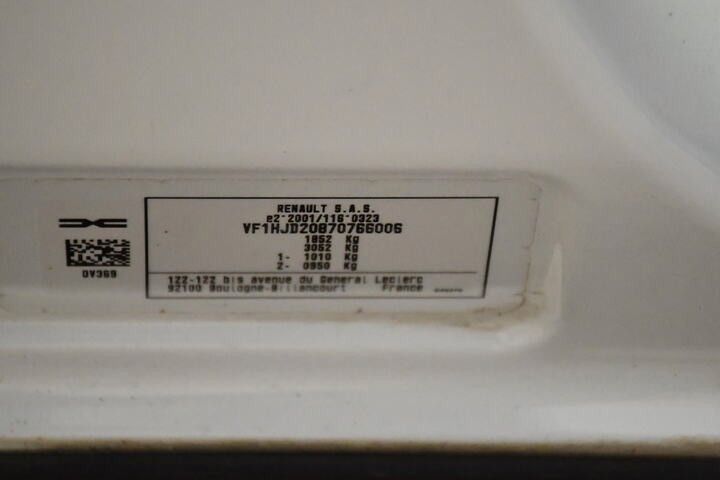 RENAULT S.A.S.
e2*2001/116*0323
VF1HJD20870766006
1852 Kg
3052 Kg
1- 1010 Kg
2- 0950 Kg
122-122 bis avenue du General Leclerc
92100 Boulogne-Billancourt France
DV369